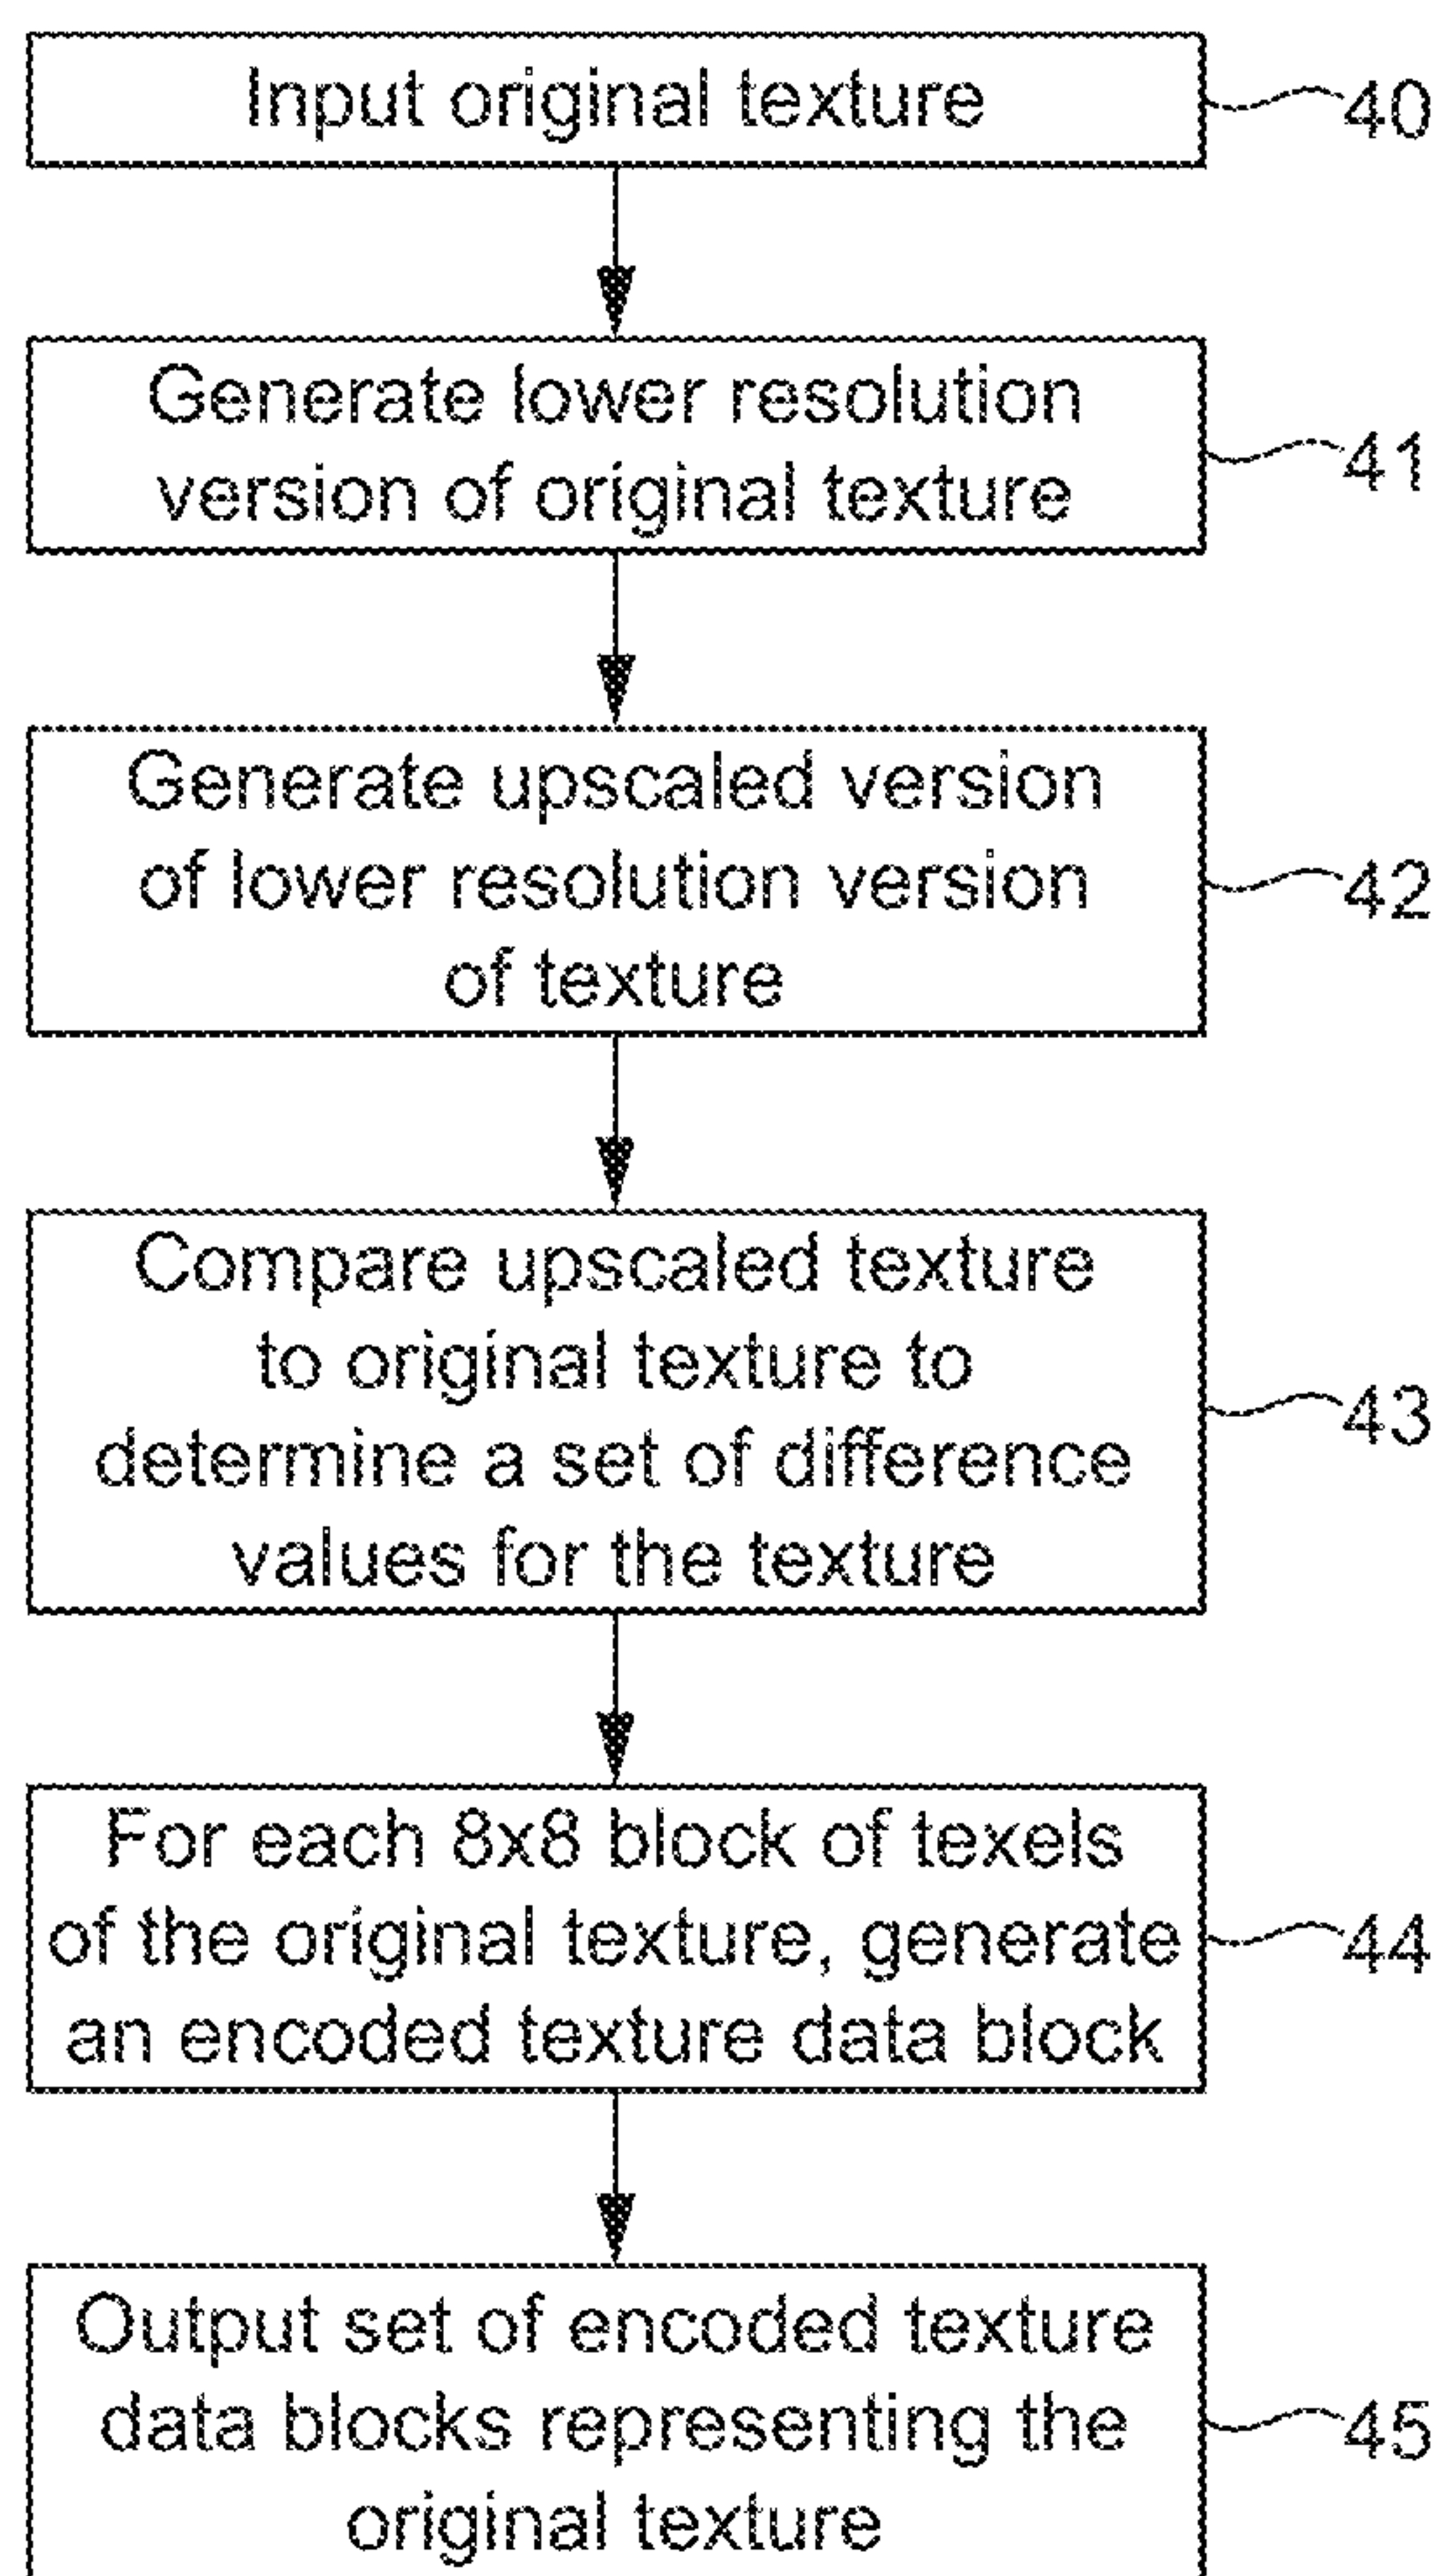 Input original texture
40
Generate lower resolution
version of original texture
41
Generate upscaled version
of lower resolution version
of texture
42
Compare upscaled texture
to original texture to
determine a set of difference
values for the texture
43
For each 8x8 block of texels
of the original texture, generate
an encoded texture data block
44
Output set of encoded texture
data blocks representing the
original texture
45